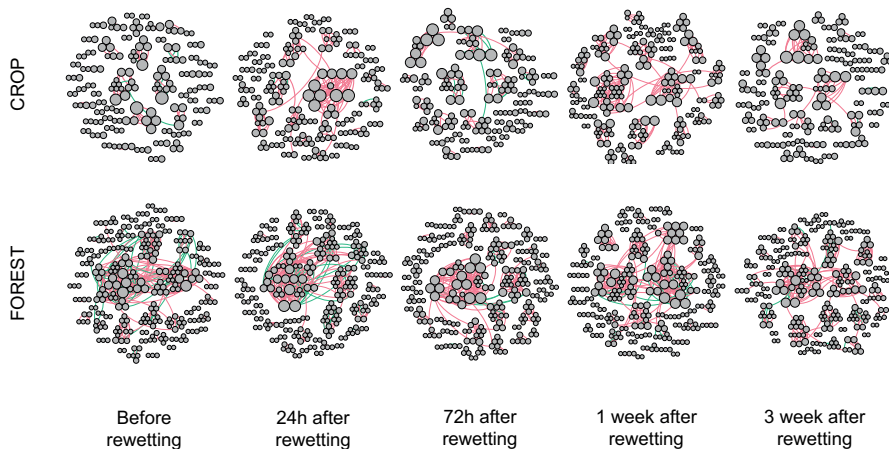 CROP
FOREST
Before
rewetting
24h after
rewetting
72h after
rewetting
1 week after
rewetting
3 week after
rewetting